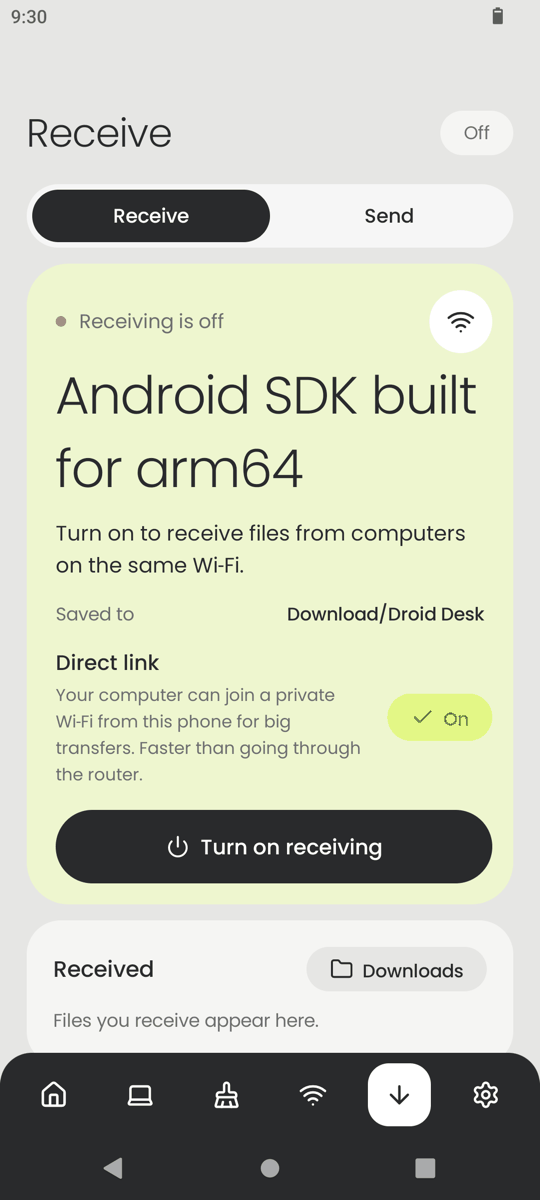 9:30
Receive
Off
Receive
Send
Receiving is off
Android SDK built
for arm64
Turn on to receive files from computers
on the same Wi-Fi.
Saved to
Download/Droid Desk
Direct link
Your computer can join a private
Wi-Fi from this phone for big
transfers. Faster than going through
the router.
On
Turn on receiving
Received
Downloads
Files you receive appear here.